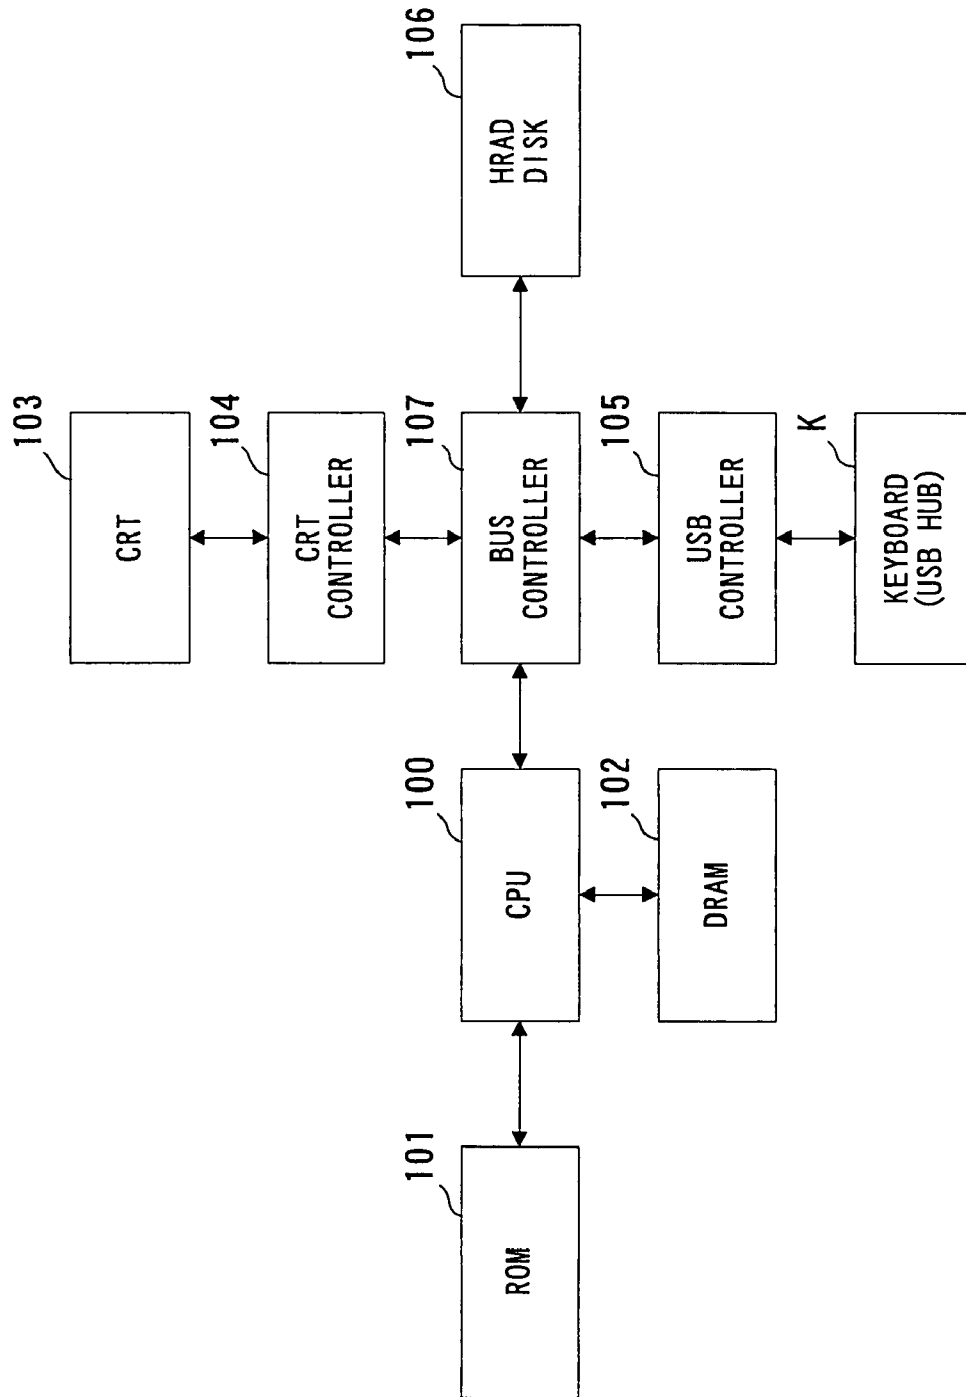 103
CRT
104
CRT
CONTROLLER
101
ROM
100
CPU
107
BUS
CONTROLLER
106
HRAD
DISK
102
DRAM
105
USB
CONTROLLER
K
KEYBOARD
(USB HUB)